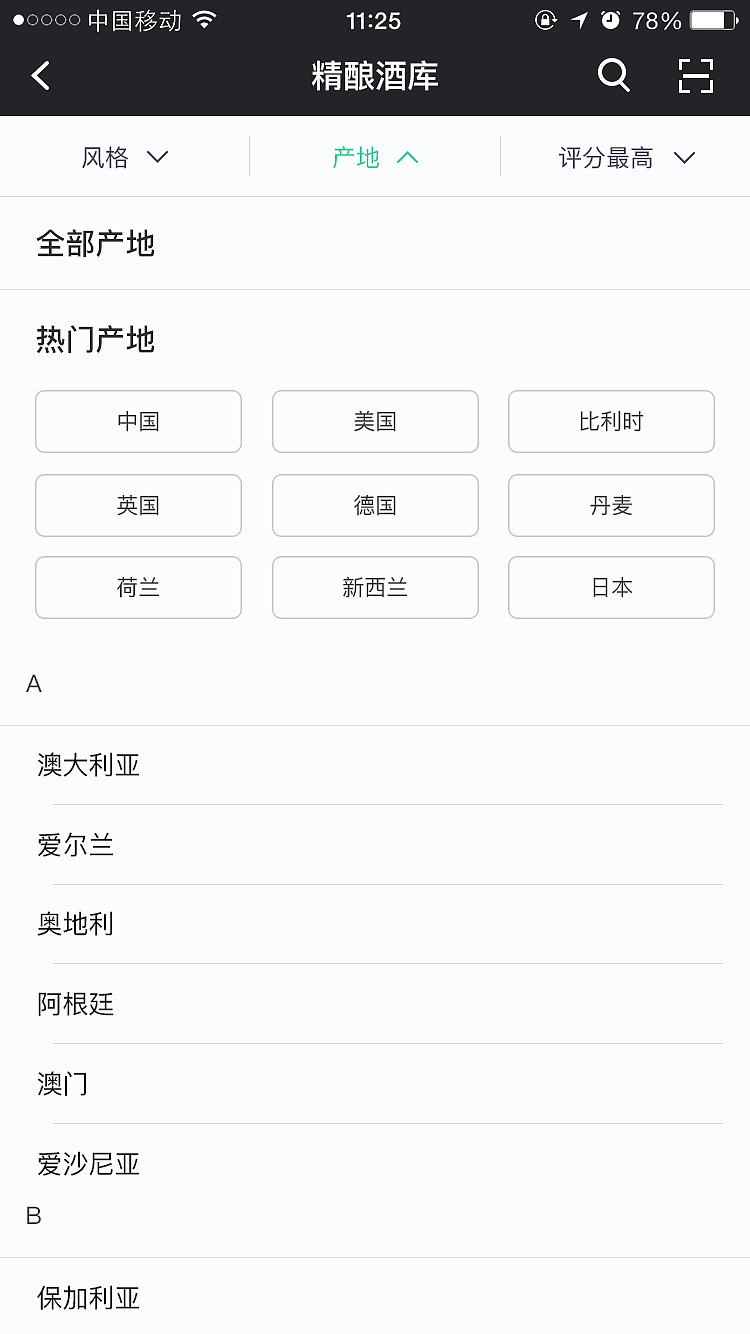 中国移动 11:25 78%
精酿酒库
风格 产地 评分最高
全部产地
热门产地
中国 美国 比利时
英国 德国 丹麦
荷兰 新西兰 日本
A
澳大利亚
爱尔兰
奥地利
阿根廷
澳门
爱沙尼亚
B
保加利亚